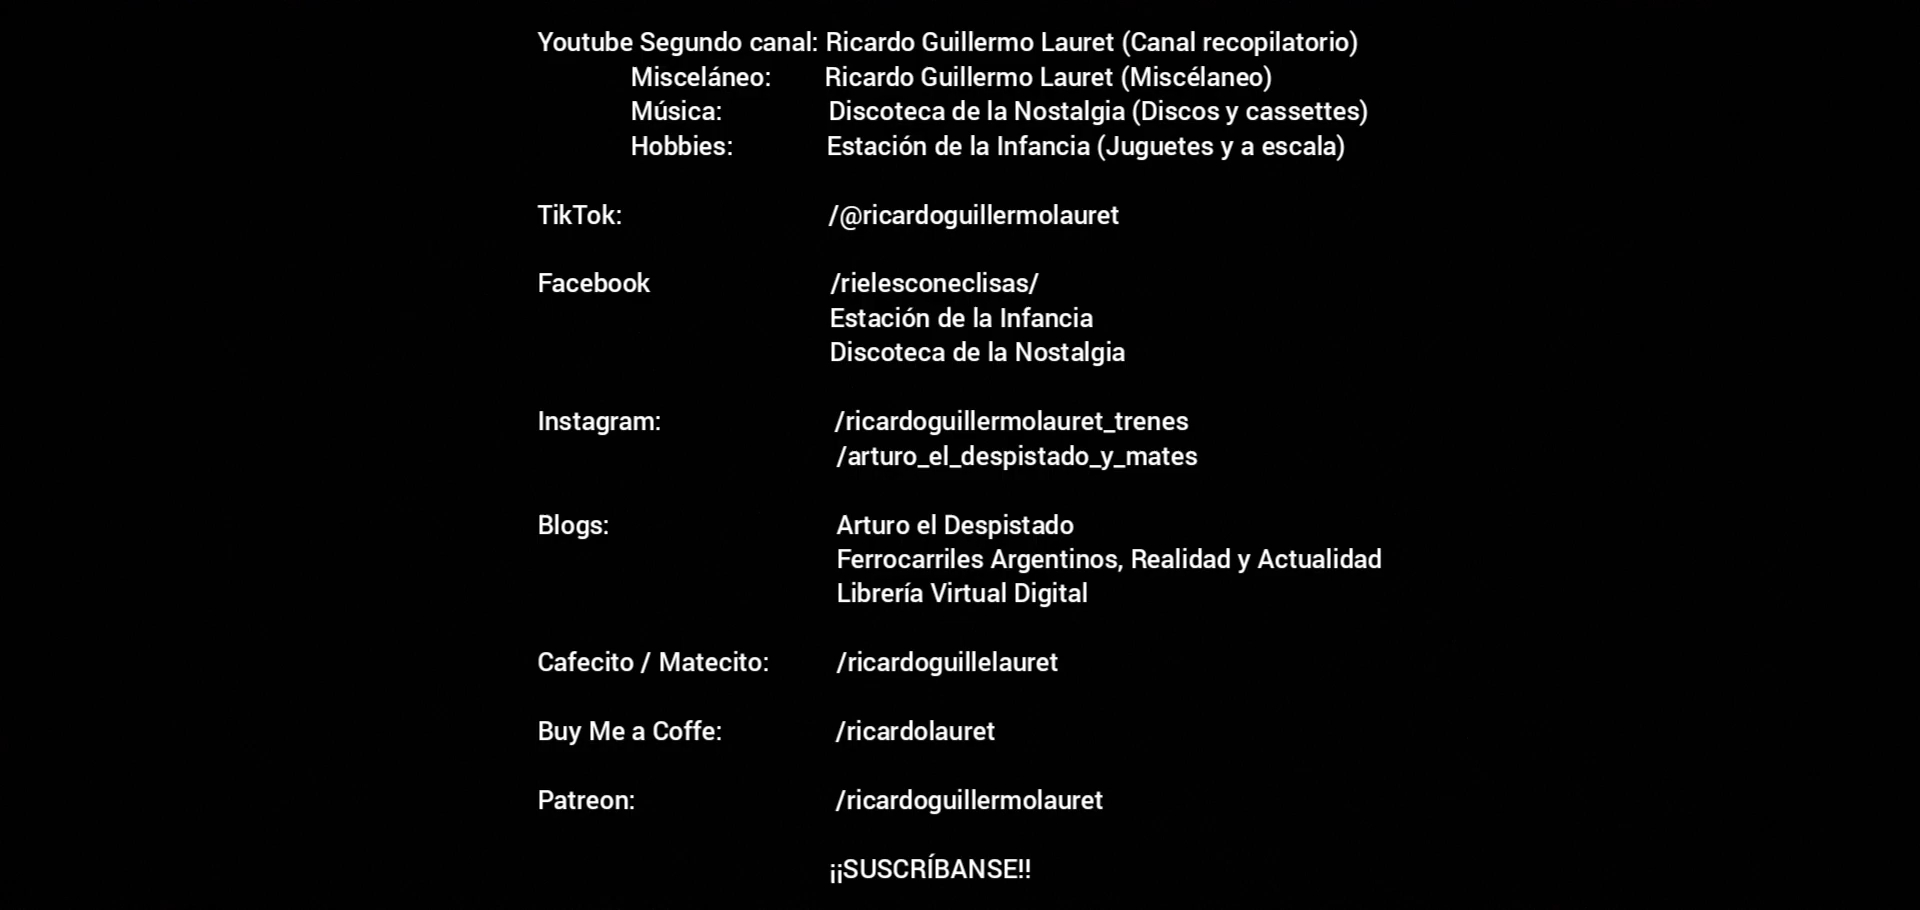 Youtube Segundo canal: Ricardo Guillermo Lauret (Canal recopilatorio)
Misceláneo: Ricardo Guillermo Lauret (Miscélaneo)
Música: Discoteca de la Nostalgia (Discos y cassettes)
Hobbies: Estación de la Infancia (Juguetes y a escala)
TikTok: /@ricardoguillermolauret
Facebook /rielesconeclisas/
Estación de la Infancia
Discoteca de la Nostalgia
Instagram: /ricardoguillermolauret_trenes
/arturo_el_despistado_y_mates
Blogs: Arturo el Despistado
Ferrocarriles Argentinos, Realidad y Actualidad
Librería Virtual Digital
Cafecito / Matecito: /ricardoguillelauret
Buy Me a Coffe: /ricardolauret
Patreon: /ricardoguillermolauret
¡¡SUSCRÍBANSE!!